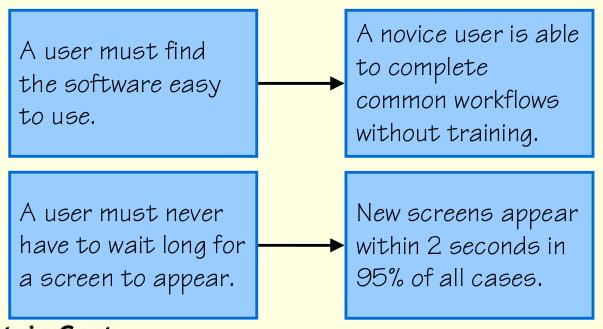 A user must find
the software easy
to use.
A novice user is able
to complete
common workflows
without training.
A user must never
have to wait long for
a screen to appear.
New screens appear
within 2 seconds in
95% of all cases.